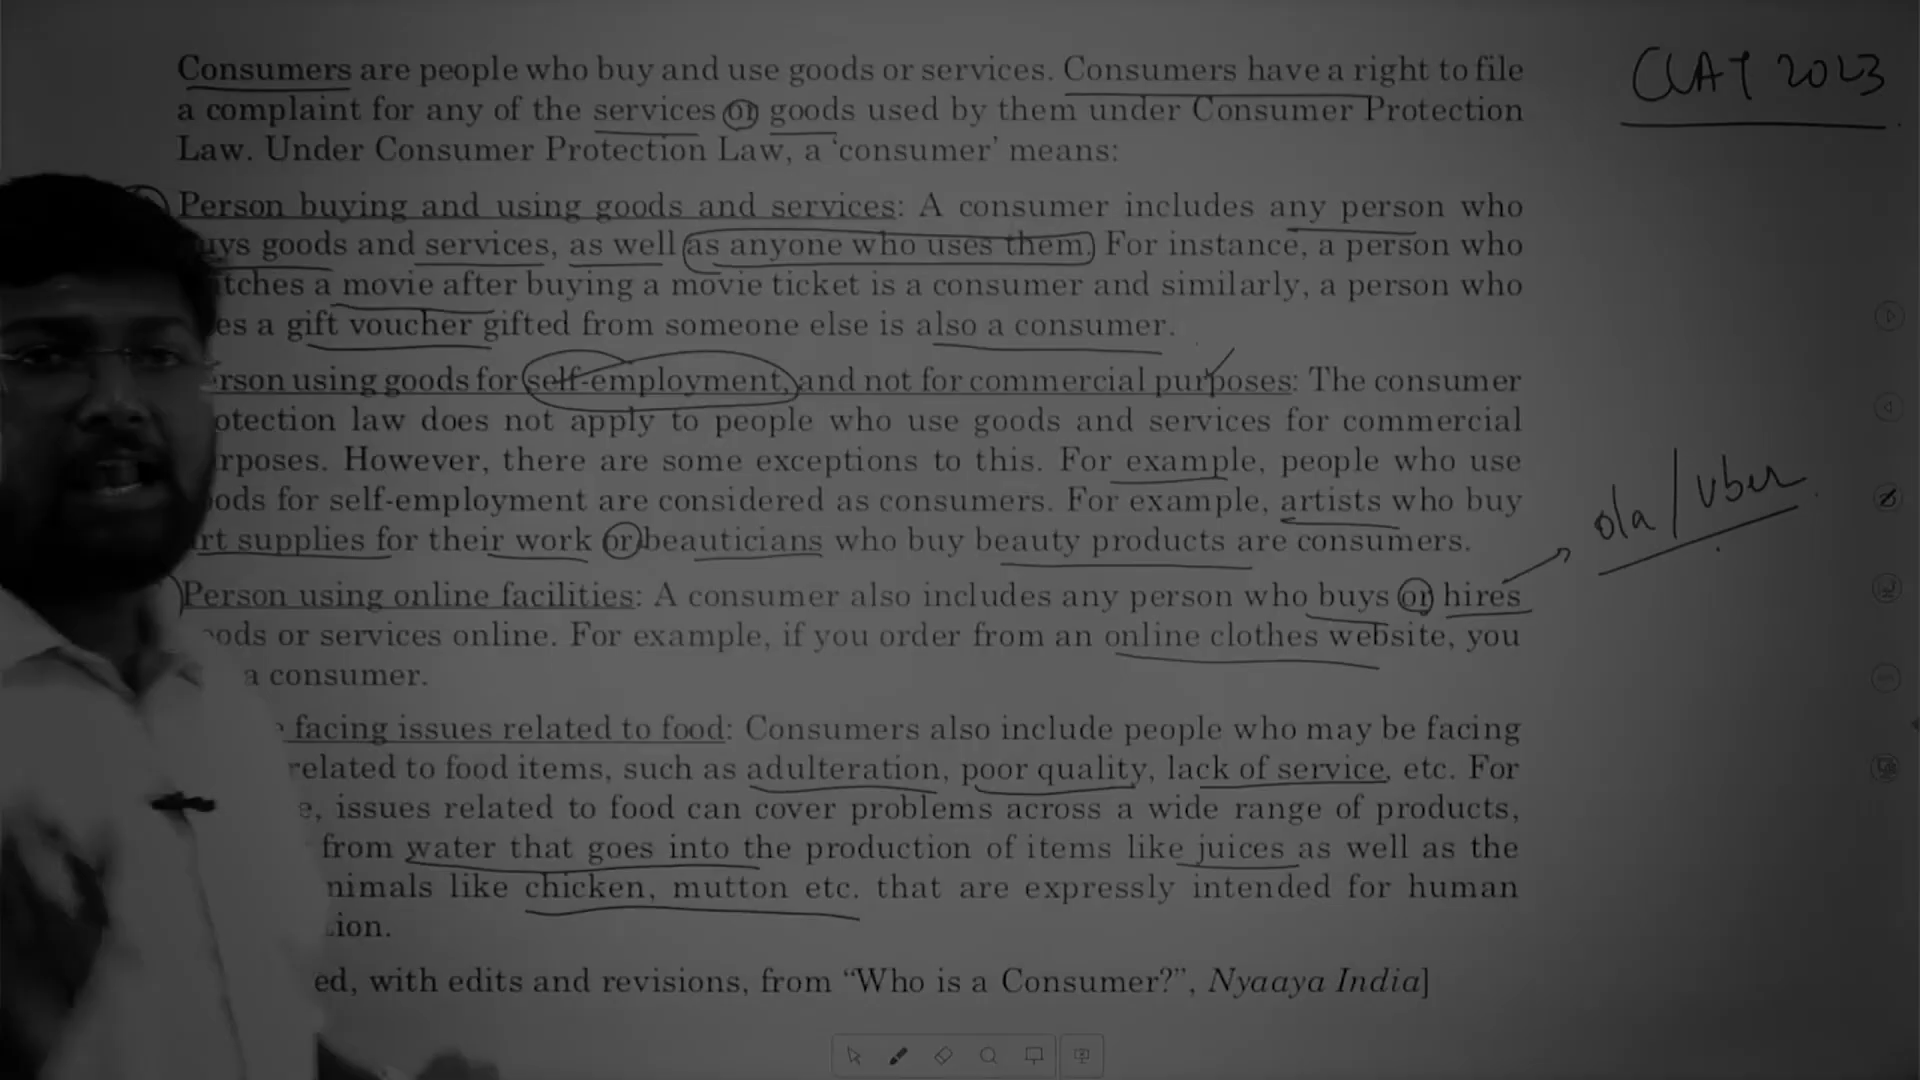 Consumers are people who buy and use goods or services. Consumers have a right to file
CLAT 2023
a complaint for any of the services or goods used by them under Consumer Protection
Law. Under Consumer Protection Law, a 'consumer' means:
Person buying and using goods and services: A consumer includes any person who
goods and services, as well as anyone who uses them. For instance, a person who
a movie after buying a movie ticket is a consumer and similarly, a person who
a gift voucher gifted from someone else is also a consumer.
using goods for self-employment, and not for commercial purposes: The consumer
law does not apply to people who use goods and services for commercial
However, there are some exceptions to this. For example, people who use
for self-employment are considered as consumers. For example, artists who buy
supplies for their work or beauticians who buy beauty products are consumers.
ola/uber
Person using online facilities: A consumer also includes any person who buys or hires
or services online. For example, if you order from an online clothes website, you
a consumer.
facing issues related to food: Consumers also include people who may be facing
related to food items, such as adulteration, poor quality, lack of service, etc. For
issues related to food can cover problems across a wide range of products,
from water that goes into the production of items like juices as well as the
like chicken, mutton etc. that are expressly intended for human
with edits and revisions, from “Who is a Consumer?”, Nyaaya India]